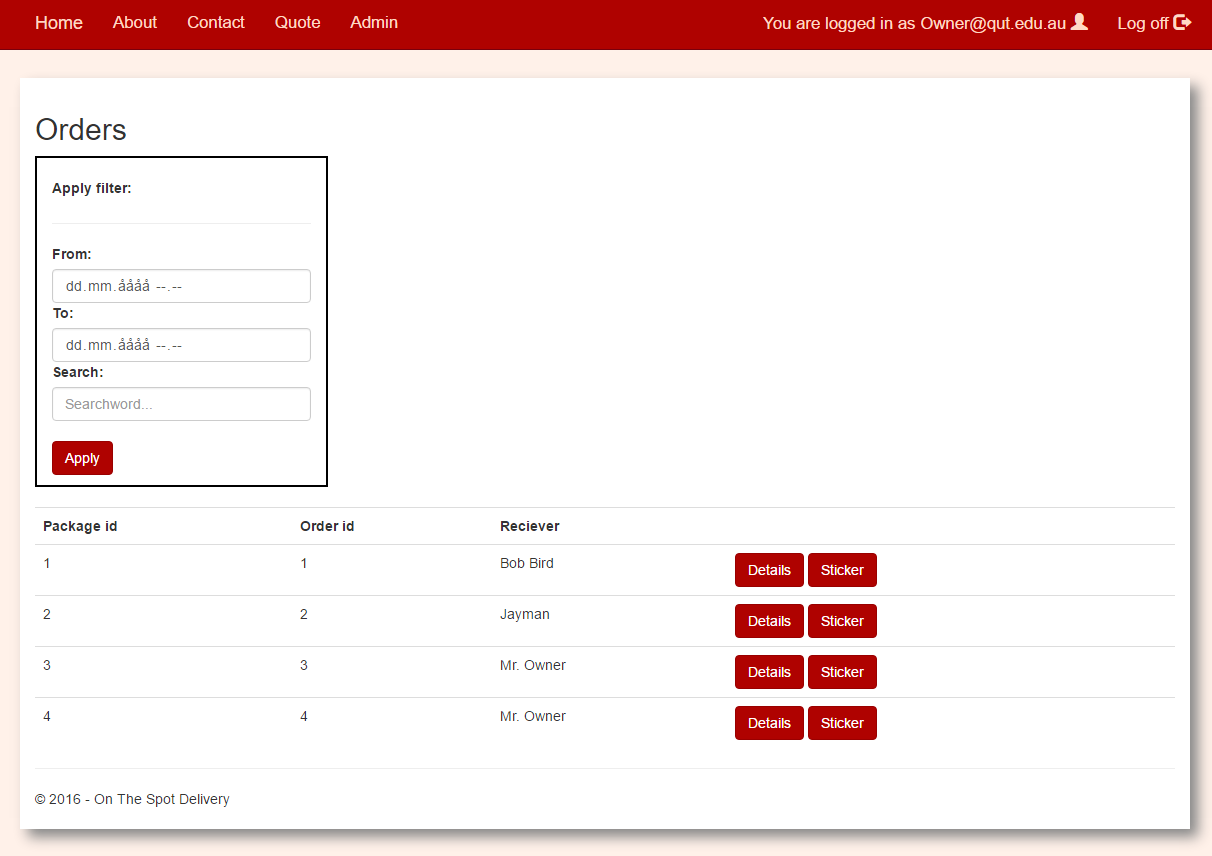 Home About Contact Quote Admin You are logged in as Owner@qut.edu.au Log off
Orders
Apply filter:
From:
dd.mm.åååå --.--
To:
dd.mm.åååå --.--
Search:
Searchword...
Apply
Package id Order id Reciever
1 1 Bob Bird Details Sticker
2 2 Jayman Details Sticker
3 3 Mr. Owner Details Sticker
4 4 Mr. Owner Details Sticker
© 2016 - On The Spot Delivery